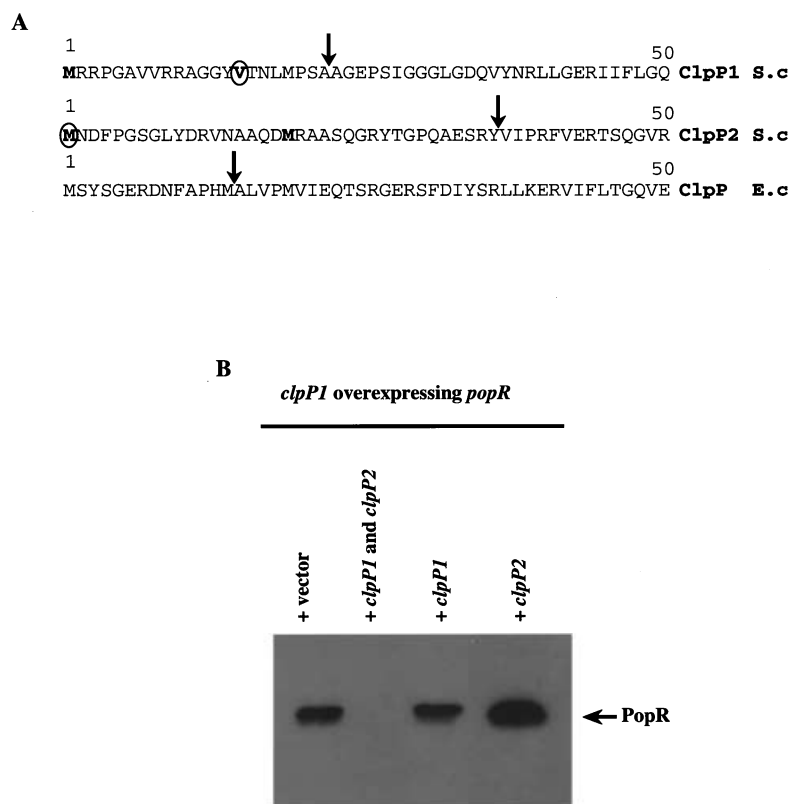 A
1
50
MRRPGAVVRRAGGYVTNLMPSAAGEPSIGGGLGDQVYNRLLGERIIFLGQ ClpP1 S.c
1
50
MNDFPGSGLYDRVNAAQDMRAASQGRYTGPQAESRYVIPRFVERTSQGVR ClpP2 S.c
1
50
MSYSGERDNFAPHMALVPMVIEQTSRGERSFDIYSRLLKERVIFLTGQVE ClpP E.c
B
clpP1 overexpressing popR
+ vector
+ clpP1 and clpP2
+ clpP1
+ clpP2
PopR